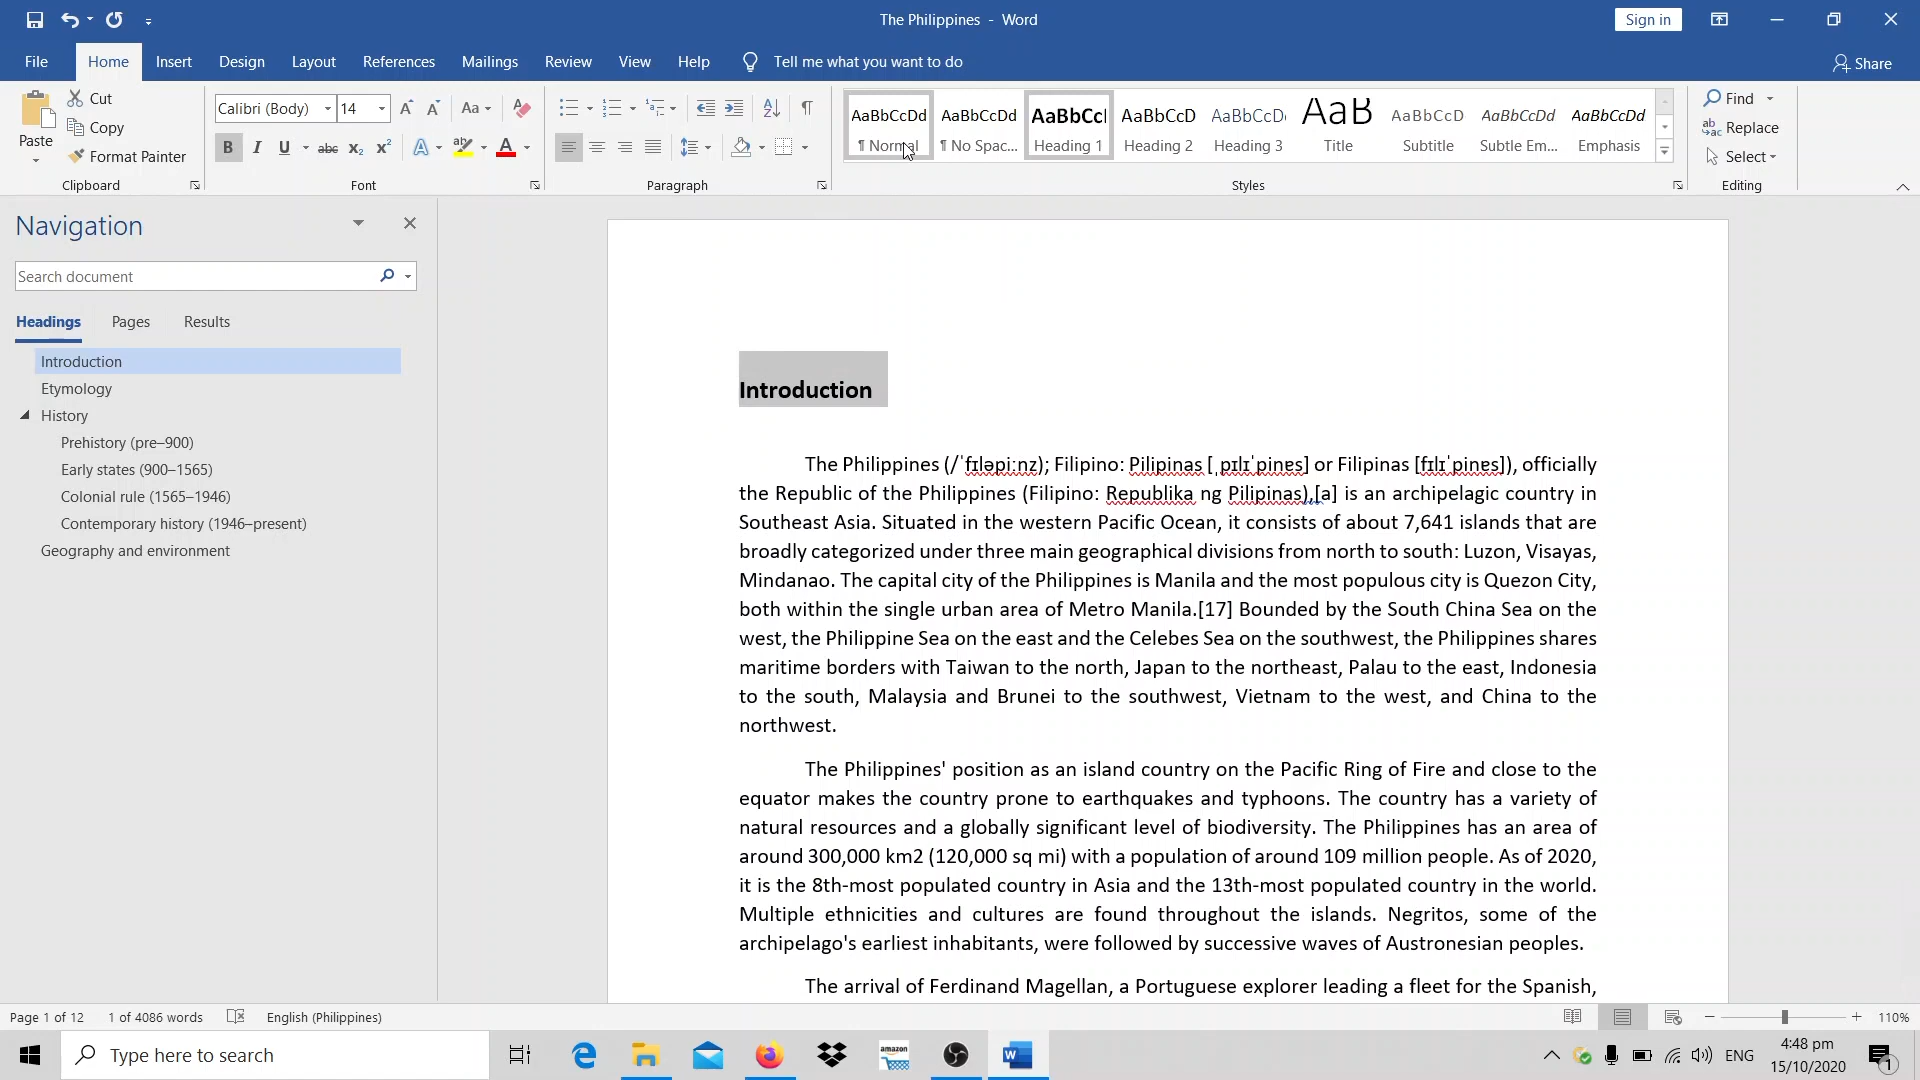 The Philippines - Word
Sign in
File Home Insert Design Layout References Mailings Review View Help Tell me what you want to do
Share
Paste
Cut
Copy
Format Painter
Clipboard
Calibri (Body) 14
Font
Paragraph
AaBbCcDd AaBbCcDd AaBbCc AaBbCcD AaBbCcD AaB AaBbCcD AaBbCcDd AaBbCcDd
¶ Normal ¶ No Spac... Heading 1 Heading 2 Heading 3 Title Subtitle Subtle Em... Emphasis
Styles
Find
Replace
Select
Editing
Navigation
Search document
Headings Pages Results
Introduction
Etymology
History
Prehistory (pre–900)
Early states (900–1565)
Colonial rule (1565–1946)
Contemporary history (1946–present)
Geography and environment
Introduction
The Philippines (/ˈfɪləpiːnz); Filipino: Pilipinas [ˌpɪlɪˈpinɐs] or Filipinas [fɪlɪˈpinɐs]), officially
the Republic of the Philippines (Filipino: Republika ng Pilipinas),[a] is an archipelagic country in
Southeast Asia. Situated in the western Pacific Ocean, it consists of about 7,641 islands that are
broadly categorized under three main geographical divisions from north to south: Luzon, Visayas,
Mindanao. The capital city of the Philippines is Manila and the most populous city is Quezon City,
both within the single urban area of Metro Manila.[17] Bounded by the South China Sea on the
west, the Philippine Sea on the east and the Celebes Sea on the southwest, the Philippines shares
maritime borders with Taiwan to the north, Japan to the northeast, Palau to the east, Indonesia
to the south, Malaysia and Brunei to the southwest, Vietnam to the west, and China to the
northwest.
The Philippines' position as an island country on the Pacific Ring of Fire and close to the
equator makes the country prone to earthquakes and typhoons. The country has a variety of
natural resources and a globally significant level of biodiversity. The Philippines has an area of
around 300,000 km2 (120,000 sq mi) with a population of around 109 million people. As of 2020,
it is the 8th-most populated country in Asia and the 13th-most populated country in the world.
Multiple ethnicities and cultures are found throughout the islands. Negritos, some of the
archipelago's earliest inhabitants, were followed by successive waves of Austronesian peoples.
The arrival of Ferdinand Magellan, a Portuguese explorer leading a fleet for the Spanish,
Page 1 of 12 1 of 4086 words English (Philippines) 110%
Type here to search
amazon
ENG
4:48 pm
15/10/2020
1